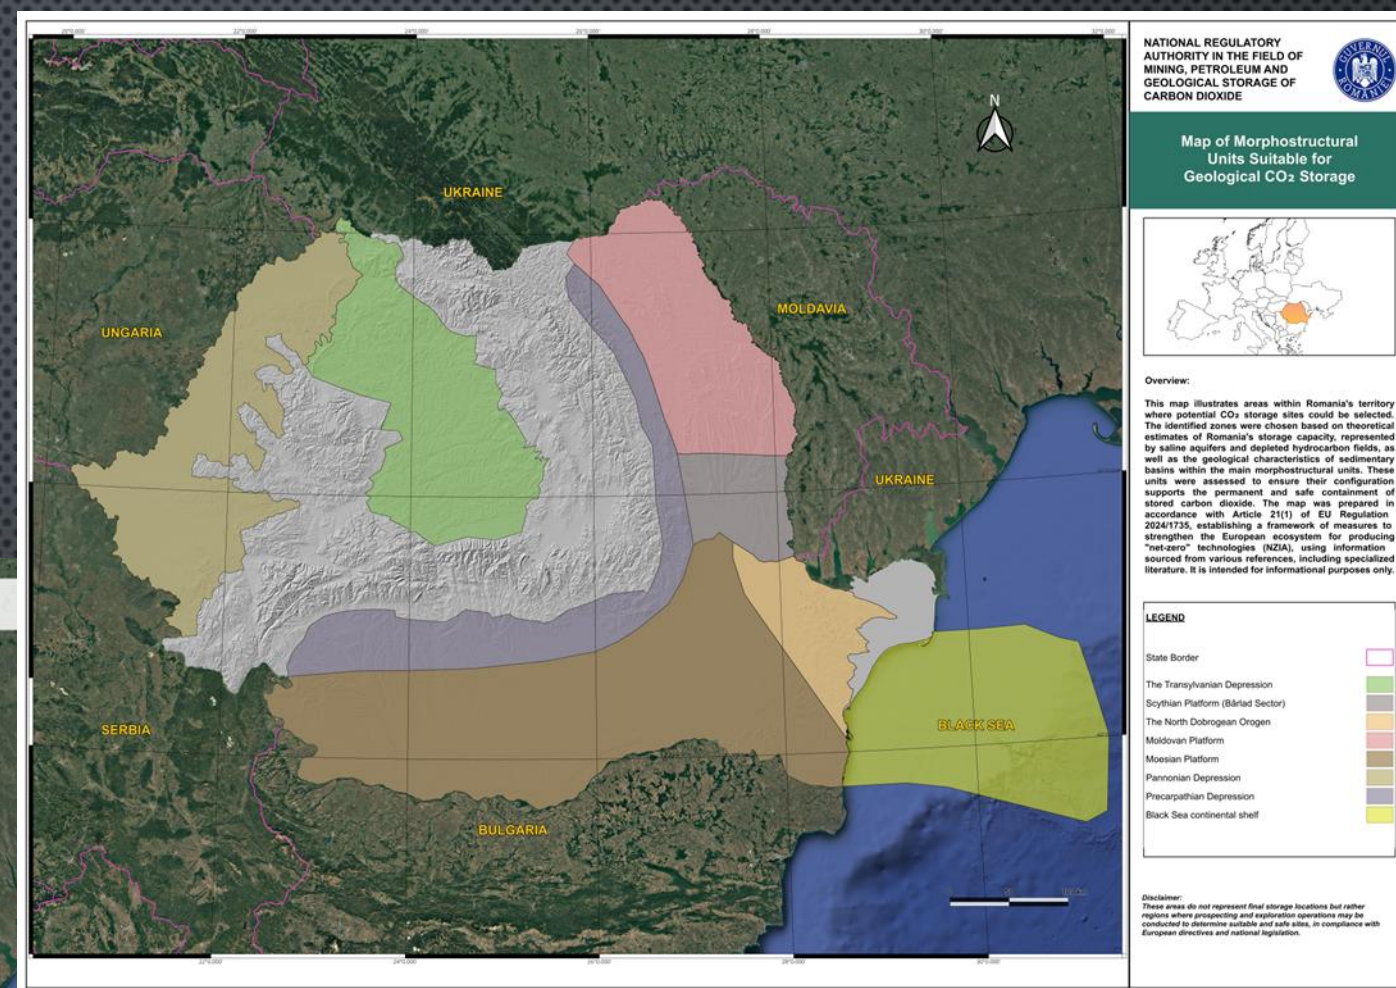 NATIONAL REGULATORY
AUTHORITY IN THE FIELD OF
MINING, PETROLEUM AND
GEOLOGICAL STORAGE OF
CARBON DIOXIDE
GUVERNUL
ROMÂNIEI
Map of Morphostructural
Units Suitable for
Geological CO₂ Storage
N
UKRAINE
UNGARIA
MOLDAVIA
UKRAINE
SERBIA
BLACK SEA
BULGARIA
Overview:
This map illustrates areas within Romania's territory
where potential CO₂ storage sites could be selected.
The identified zones were chosen based on theoretical
estimates of Romania's storage capacity, represented
by saline aquifers and depleted hydrocarbon fields, as
well as the geological characteristics of sedimentary
basins within the main morphostructural units. These
units were assessed to ensure their configuration
supports the permanent and safe containment of
stored carbon dioxide. The map was prepared in
accordance with Article 21(1) of EU Regulation
2024/1735, establishing a framework of measures to
strengthen the European ecosystem for producing
"net-zero" technologies (NZIA), using information
sourced from various references, including specialized
literature. It is intended for informational purposes only.
LEGEND
State Border
The Transylvanian Depression
Scythian Platform (Bârlad Sector)
The North Dobrogean Orogen
Moldovan Platform
Moesian Platform
Pannonian Depression
Precarpathian Depression
Black Sea continental shelf
Disclaimer:
These areas do not represent final storage locations but rather
regions where prospecting and exploration operations may be
conducted to determine suitable and safe sites, in compliance with
European directives and national legislation.